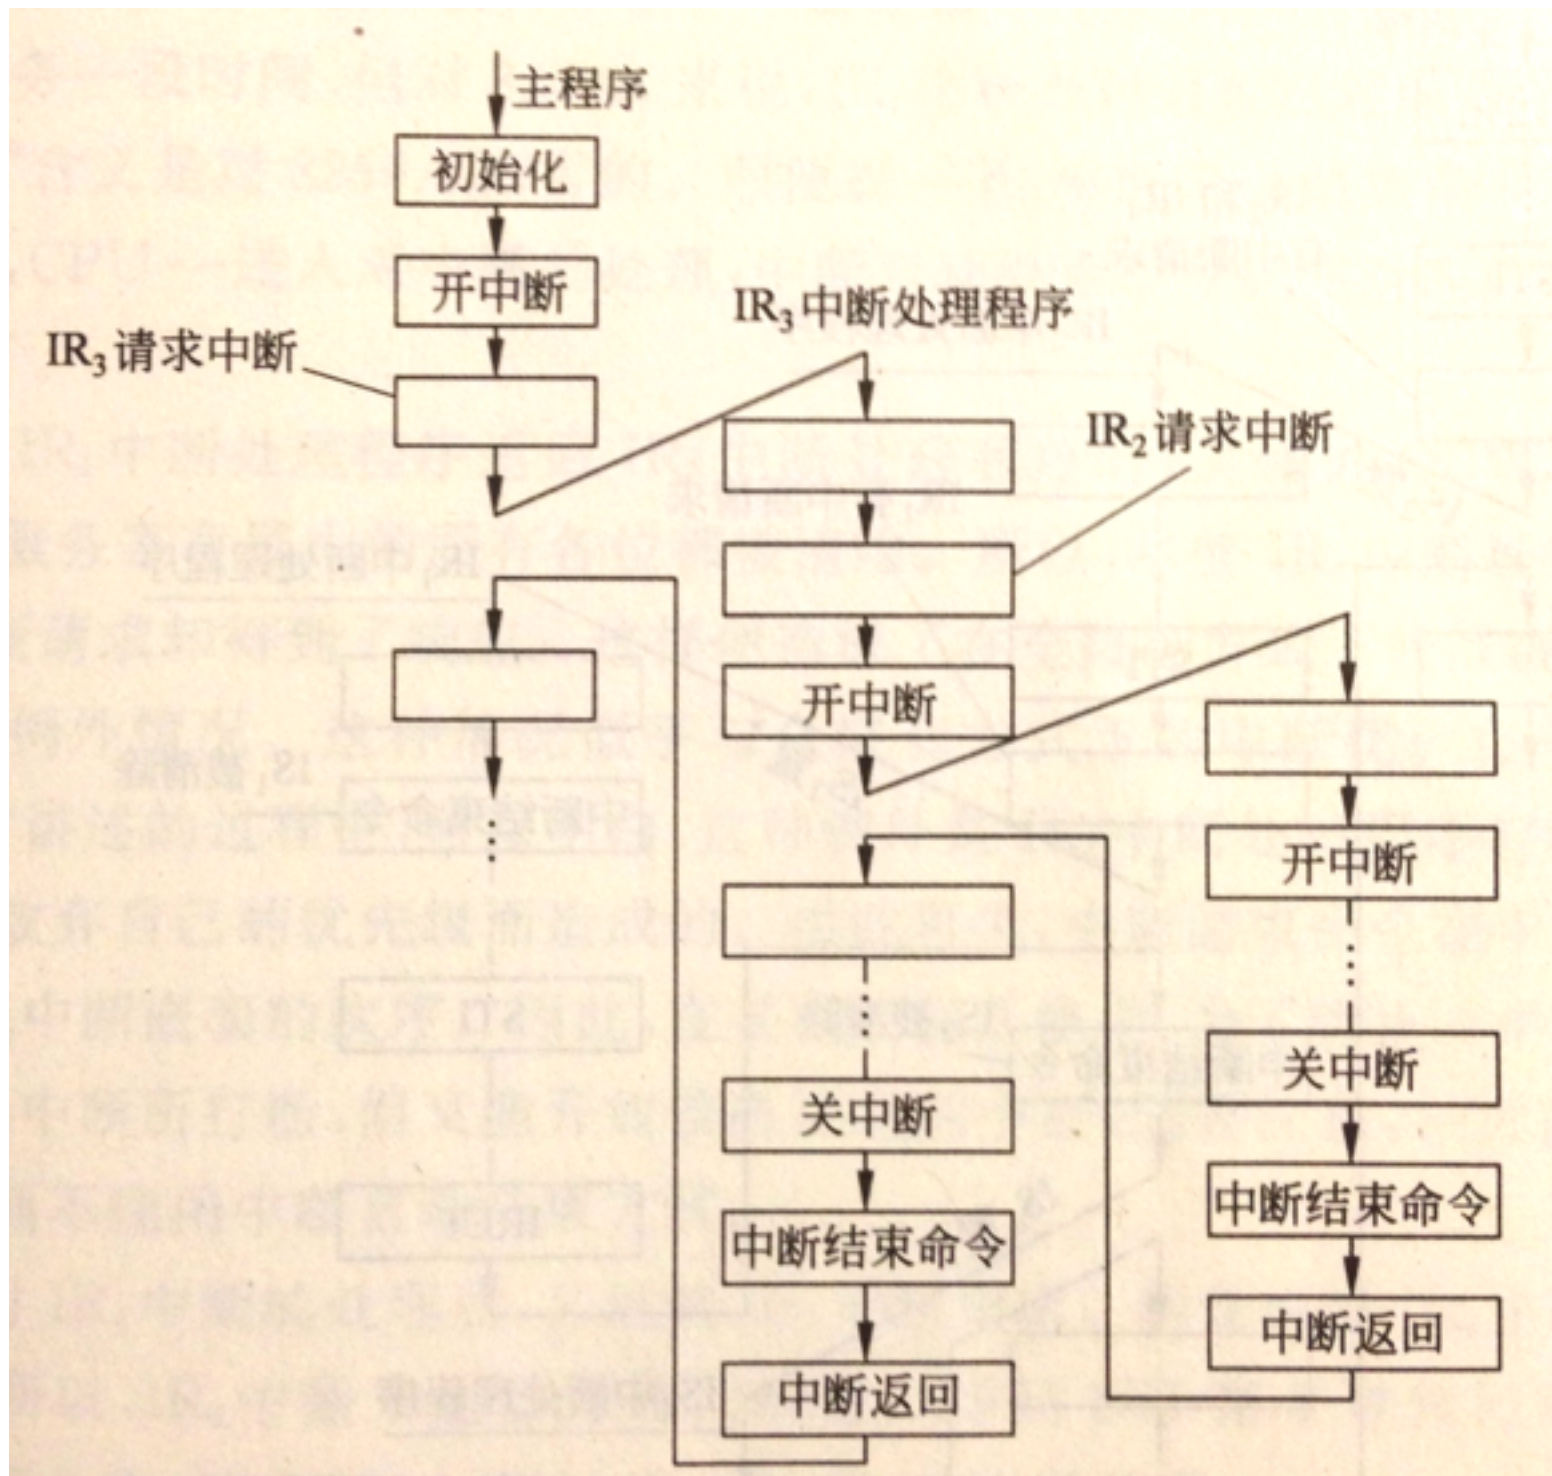 主程序
初始化
开中断
IR₃请求中断
IR₃中断处理程序
IR₂请求中断
开中断
开中断
关中断
中断结束命令
中断返回
关中断
中断结束命令
中断返回